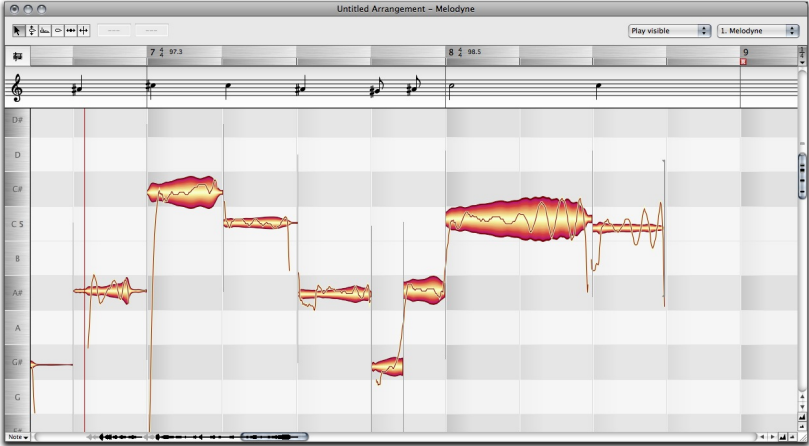 Untitled Arrangement – Melodyne
Play visible
1. Melodyne
7 4/4 97.3
8 4/4 98.5
9
D#
D
C#
C 5
B
A#
A
G#
G
F#
Note